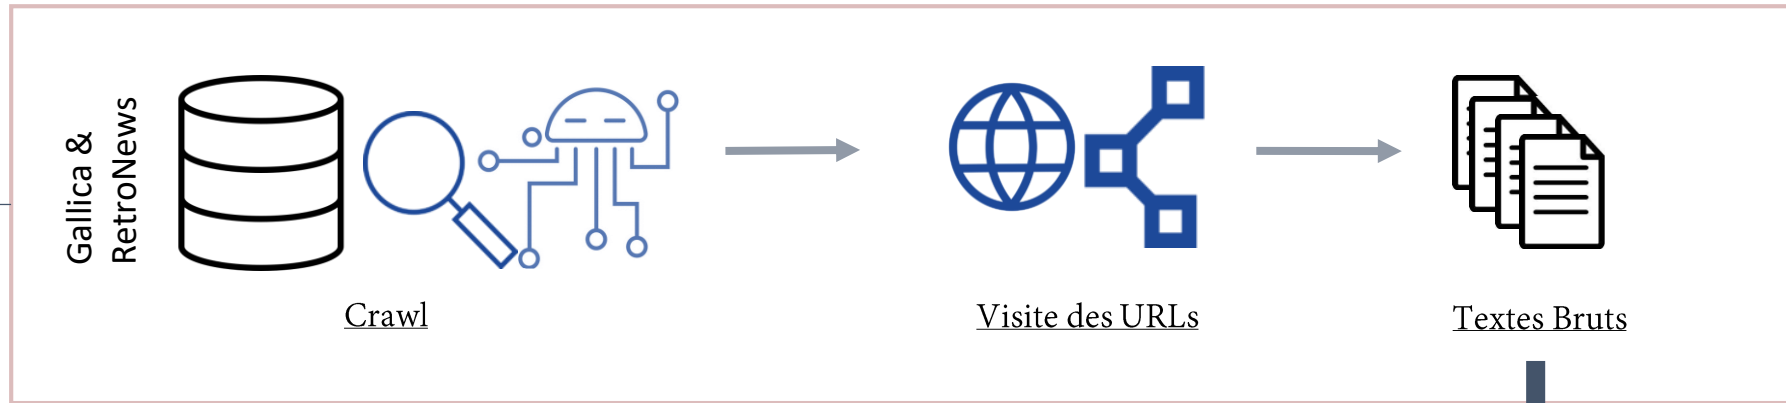 Gallica &
RetroNews
Crawl
Visite des URLs
Textes Bruts